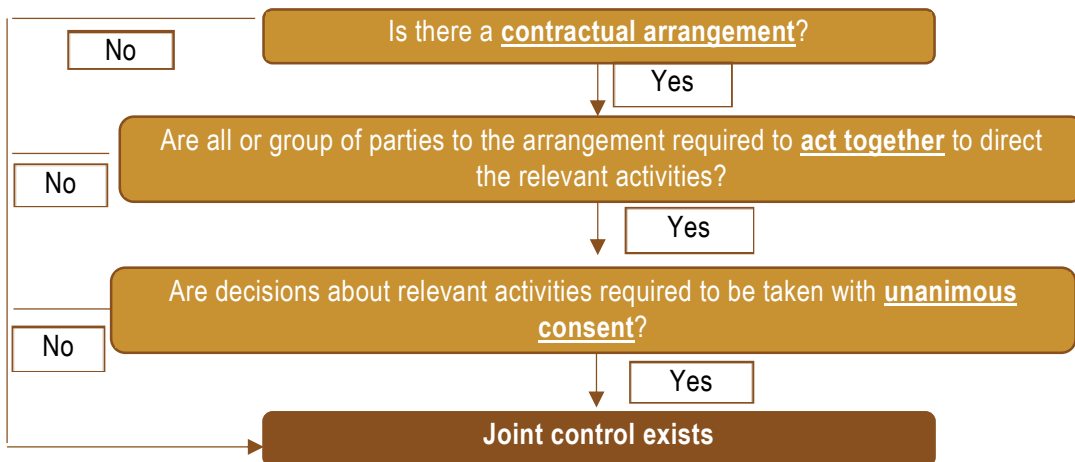 Is there a contractual arrangement?
No
Yes
Are all or group of parties to the arrangement required to act together to direct
the relevant activities?
No
Yes
Are decisions about relevant activities required to be taken with unanimous
consent?
No
Yes
Joint control exists